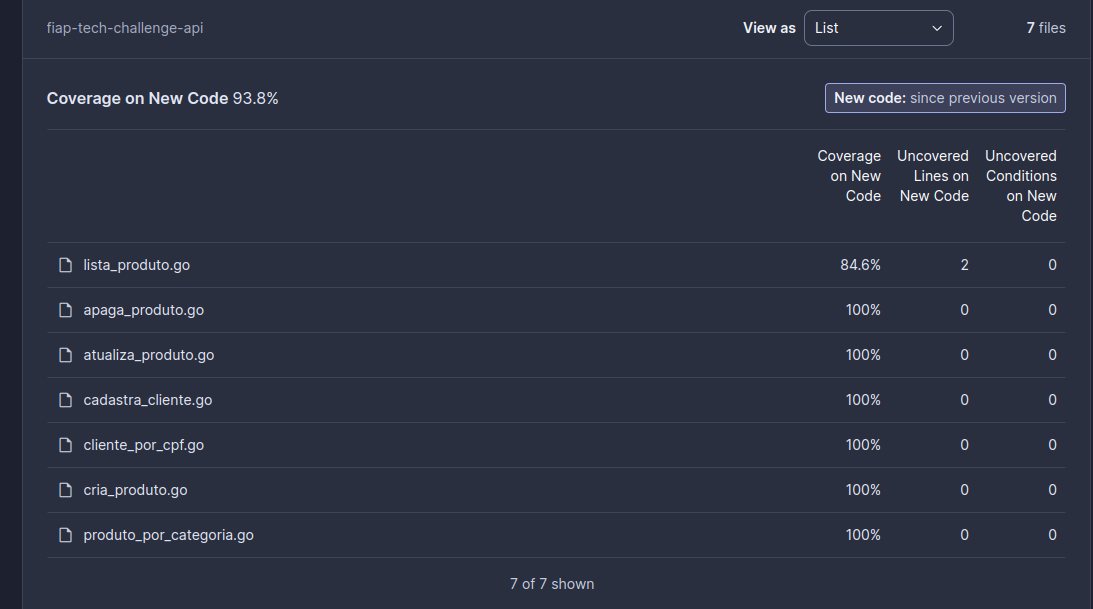 fiap-tech-challenge-api
View as
List
7 files
Coverage on New Code 93.8%
New code: since previous version
Coverage on New Code
Uncovered Lines on New Code
Uncovered Conditions on New Code
lista_produto.go 84.6% 2 0
apaga_produto.go 100% 0 0
atualiza_produto.go 100% 0 0
cadastra_cliente.go 100% 0 0
cliente_por_cpf.go 100% 0 0
cria_produto.go 100% 0 0
produto_por_categoria.go 100% 0 0
7 of 7 shown